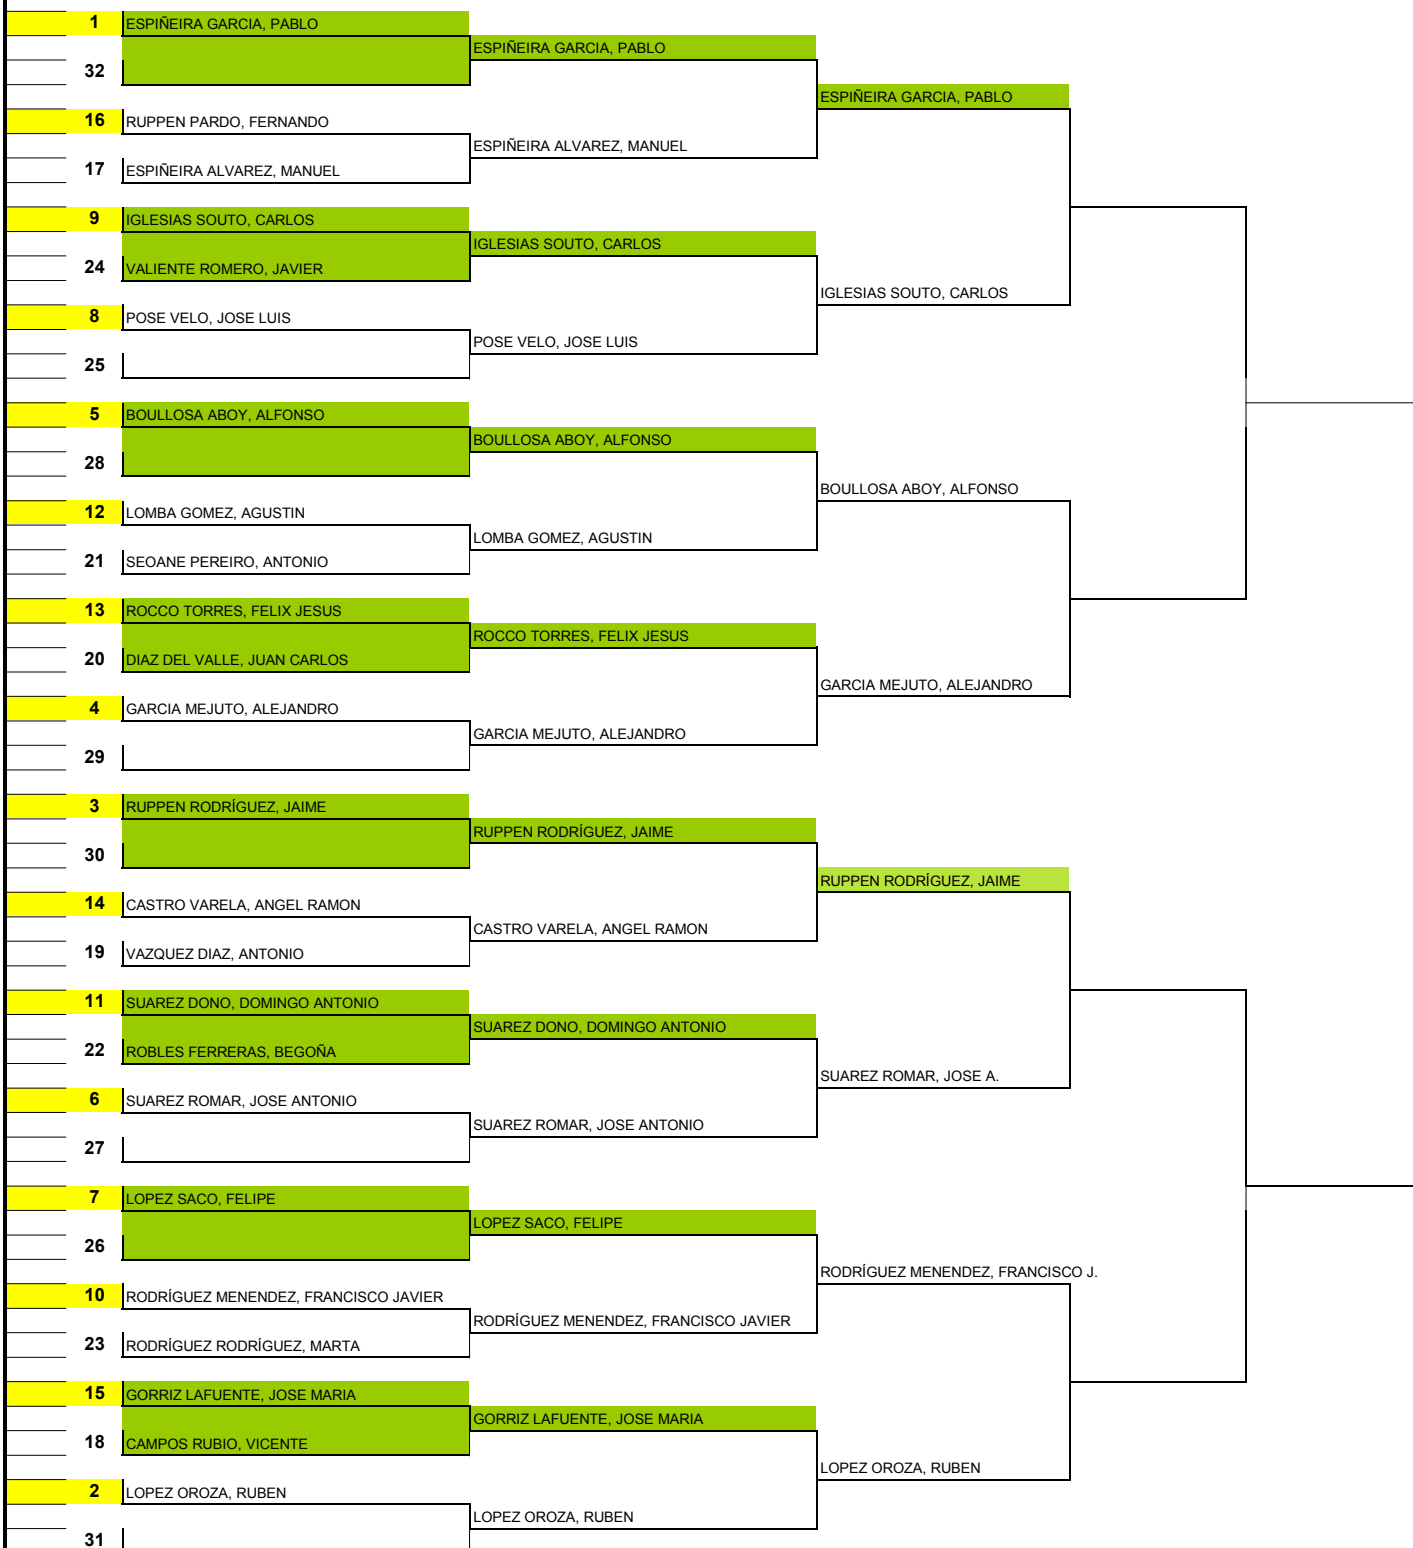 1 ESPIÑEIRA GARCIA, PABLO
ESPIÑEIRA GARCIA, PABLO
32
ESPIÑEIRA GARCIA, PABLO
16 RUPPEN PARDO, FERNANDO
ESPIÑEIRA ALVAREZ, MANUEL
17 ESPIÑEIRA ALVAREZ, MANUEL
9 IGLESIAS SOUTO, CARLOS
IGLESIAS SOUTO, CARLOS
24 VALIENTE ROMERO, JAVIER
IGLESIAS SOUTO, CARLOS
8 POSE VELO, JOSE LUIS
POSE VELO, JOSE LUIS
25
5 BOULLOSA ABOY, ALFONSO
BOULLOSA ABOY, ALFONSO
28
BOULLOSA ABOY, ALFONSO
12 LOMBA GOMEZ, AGUSTIN
LOMBA GOMEZ, AGUSTIN
21 SEOANE PEREIRO, ANTONIO
13 ROCCO TORRES, FELIX JESUS
ROCCO TORRES, FELIX JESUS
20 DIAZ DEL VALLE, JUAN CARLOS
GARCIA MEJUTO, ALEJANDRO
4 GARCIA MEJUTO, ALEJANDRO
GARCIA MEJUTO, ALEJANDRO
29
3 RUPPEN RODRÍGUEZ, JAIME
RUPPEN RODRÍGUEZ, JAIME
30
RUPPEN RODRÍGUEZ, JAIME
14 CASTRO VARELA, ANGEL RAMON
CASTRO VARELA, ANGEL RAMON
19 VAZQUEZ DIAZ, ANTONIO
11 SUAREZ DONO, DOMINGO ANTONIO
SUAREZ DONO, DOMINGO ANTONIO
22 ROBLES FERRERAS, BEGOÑA
SUAREZ ROMAR, JOSE A.
6 SUAREZ ROMAR, JOSE ANTONIO
SUAREZ ROMAR, JOSE ANTONIO
27
7 LOPEZ SACO, FELIPE
LOPEZ SACO, FELIPE
26
RODRÍGUEZ MENENDEZ, FRANCISCO J.
10 RODRÍGUEZ MENENDEZ, FRANCISCO JAVIER
RODRÍGUEZ MENENDEZ, FRANCISCO JAVIER
23 RODRÍGUEZ RODRÍGUEZ, MARTA
15 GORRIZ LAFUENTE, JOSE MARIA
GORRIZ LAFUENTE, JOSE MARIA
18 CAMPOS RUBIO, VICENTE
LOPEZ OROZA, RUBEN
2 LOPEZ OROZA, RUBEN
LOPEZ OROZA, RUBEN
31